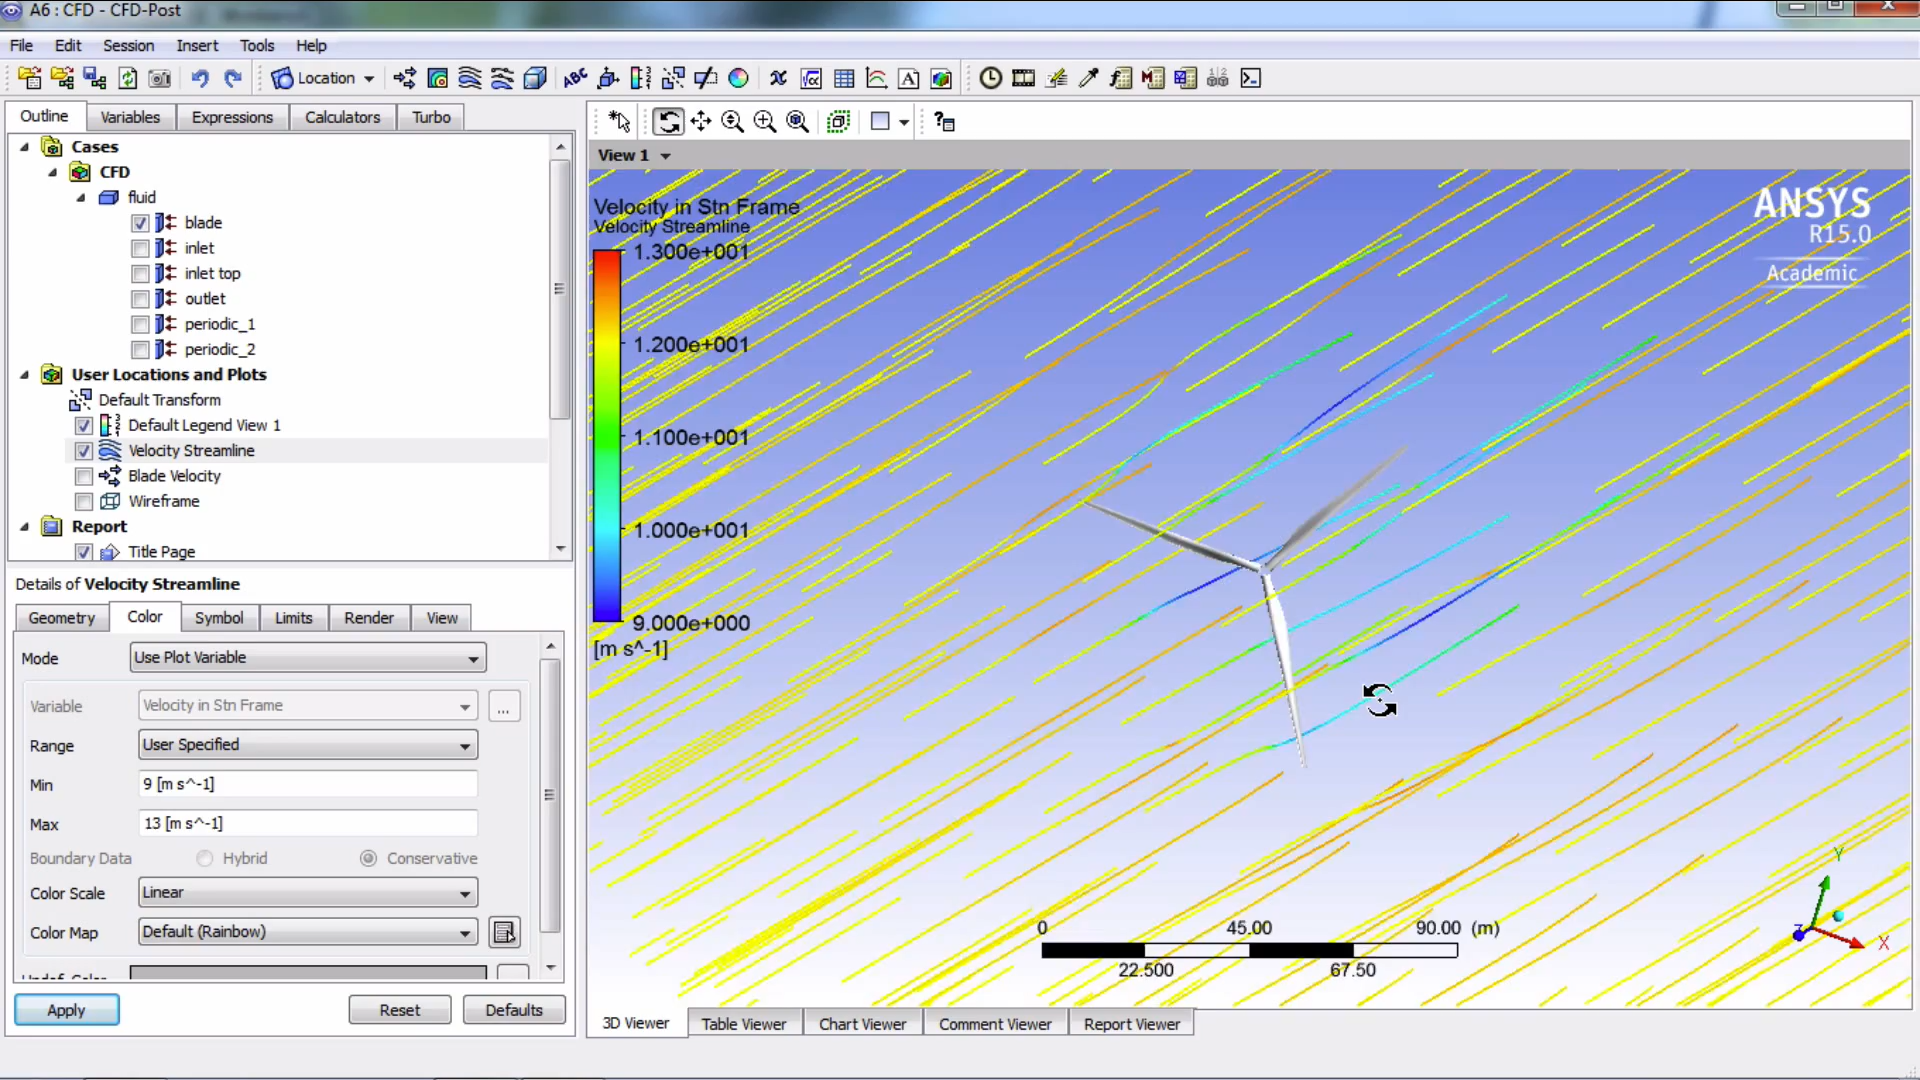 A6 : CFD - CFD-Post
File Edit Session Insert Tools Help
Location
Outline Variables Expressions Calculators Turbo
Cases
CFD
fluid
blade
inlet
inlet top
outlet
periodic_1
periodic_2
User Locations and Plots
Default Transform
Default Legend View 1
Velocity Streamline
Blade Velocity
Wireframe
Report
Title Page
Details of Velocity Streamline
Geometry Color Symbol Limits Render View
Mode Use Plot Variable
Variable Velocity in Stn Frame ...
Range User Specified
Min 9 [m s^-1]
Max 13 [m s^-1]
Boundary Data Hybrid Conservative
Color Scale Linear
Color Map Default (Rainbow)
Undef. Color
Apply Reset Defaults
View 1
Velocity in Stn Frame
Velocity Streamline
1.300e+001
1.200e+001
1.100e+001
1.000e+001
9.000e+000
[m s^-1]
ANSYS
R15.0
Academic
0 45.00 90.00 (m)
22.500 67.50
Y
Z X
3D Viewer Table Viewer Chart Viewer Comment Viewer Report Viewer